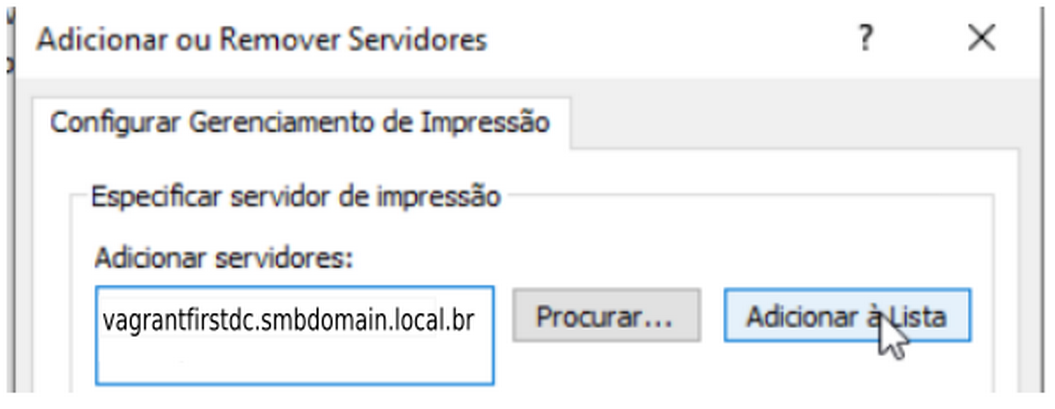 Adicionar ou Remover Servidores ? X
Configurar Gerenciamento de Impressão
Especificar servidor de impressão
Adicionar servidores:
vagrantfirstdc.smbdomain.local.br Procurar... Adicionar à Lista